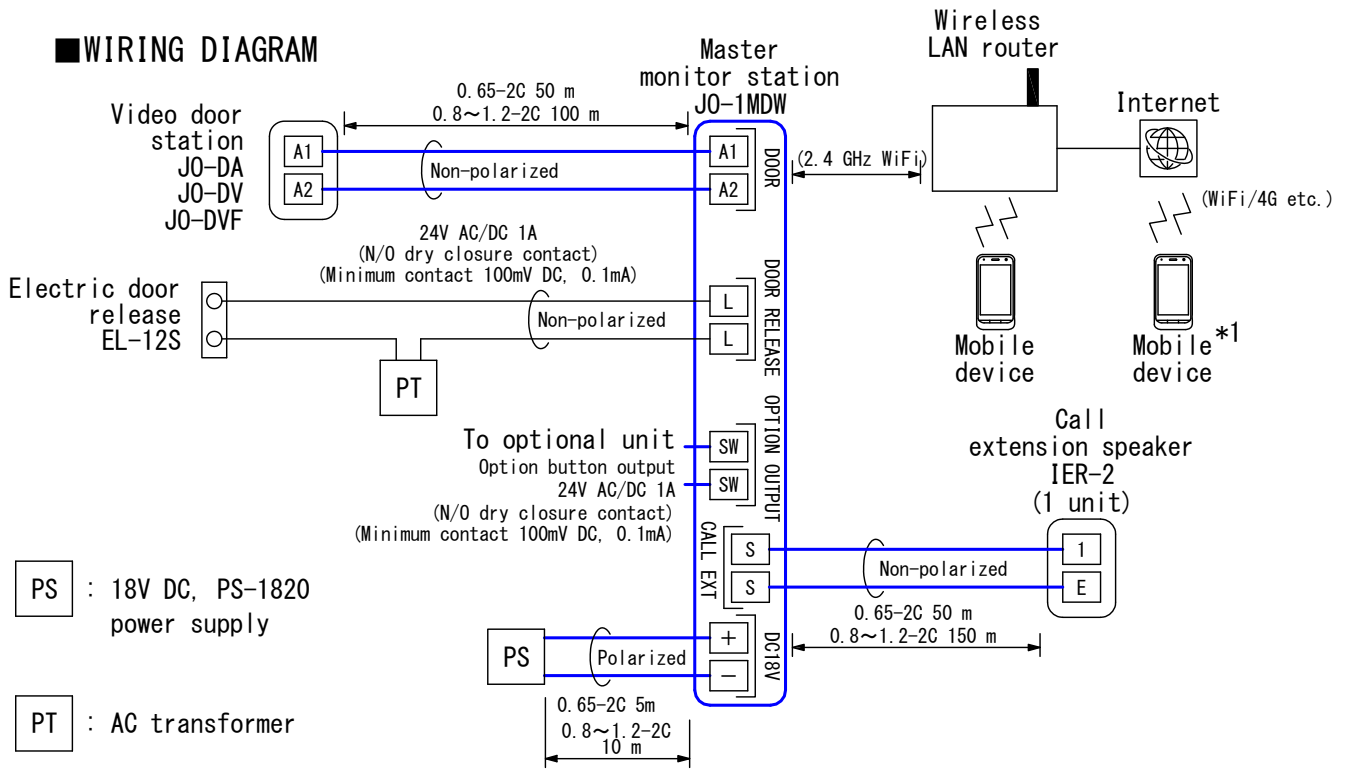 ■WIRING DIAGRAM
Video door
station
JO-DA
JO-DV
JO-DVF
A1
A2
0.65-2C 50 m
0.8~1.2-2C 100 m
Non-polarized
Master
monitor station
JO-1MDW
A1
A2
DOOR
(2.4 GHz WiFi)
Wireless
LAN router
Internet
(WiFi/4G etc.)
Mobile
device
Mobile*1
device
24V AC/DC 1A
(N/O dry closure contact)
(Minimum contact 100mV DC, 0.1mA)
Electric door
release
EL-12S
Non-polarized
PT
L
L
DOOR RELEASE
To optional unit
Option button output
24V AC/DC 1A
(N/O dry closure contact)
(Minimum contact 100mV DC, 0.1mA)
SW
SW
OPTION OUTPUT
Call
extension speaker
IER-2
(1 unit)
CALL EXT
S
S
Non-polarized
1
E
0.65-2C 50 m
0.8~1.2-2C 150 m
PS : 18V DC, PS-1820
power supply
PS
Polarized
+
−
DC18V
0.65-2C 5m
0.8~1.2-2C
10 m
PT : AC transformer